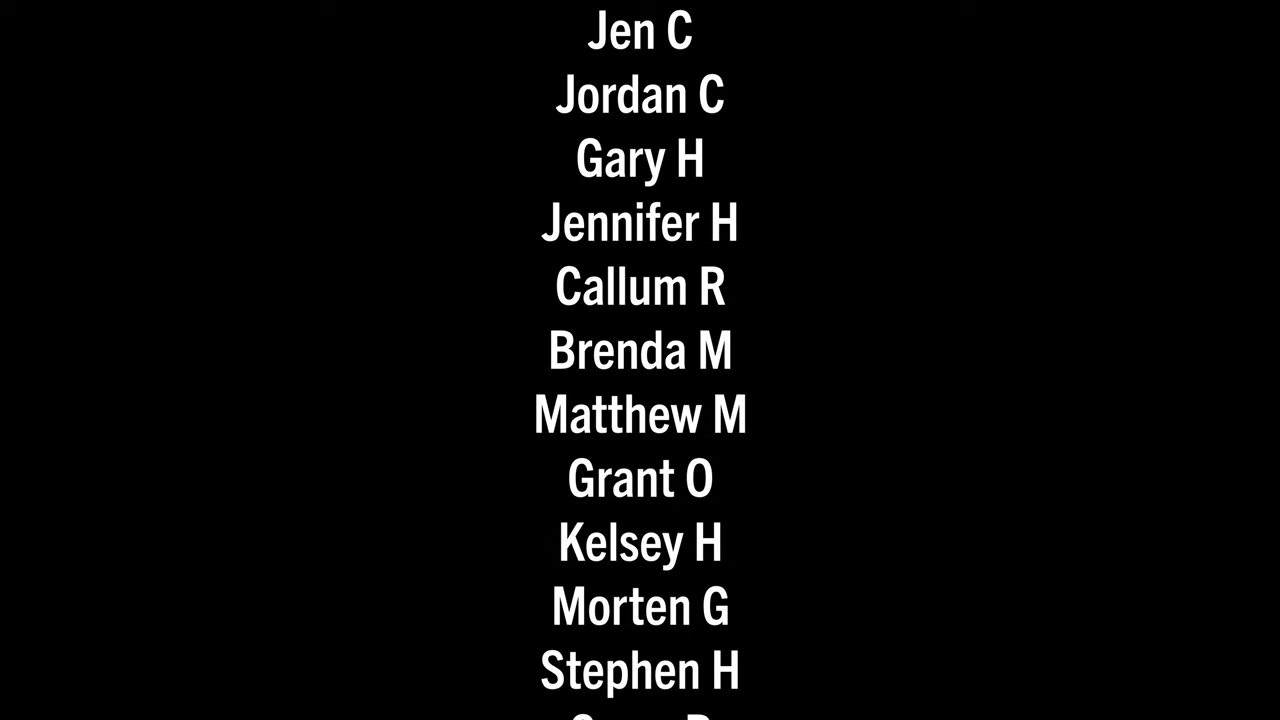 Jen C
Jordan C
Gary H
Jennifer H
Callum R
Brenda M
Matthew M
Grant O
Kelsey H
Morten G
Stephen H